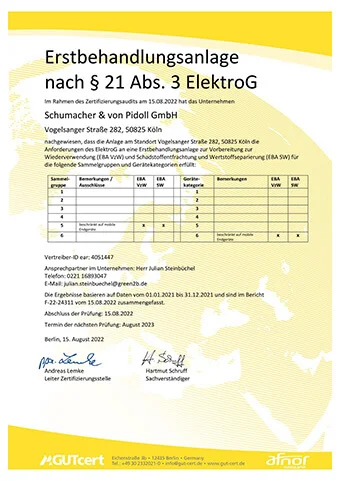 Erstbehandlungsanlage
nach § 21 Abs. 3 ElektroG
Im Rahmen des Zertifizierungsaudits am 15.08.2022 hat das Unternehmen
Schumacher & von Pidoll GmbH
Vogelsanger Straße 282, 50825 Köln
nachgewiesen, dass die Anlage am Standort Vogelsanger Straße 282, 50825 Köln die
Anforderungen des ElektroG an eine Erstbehandlungsanlage zur Vorbereitung zur
Wiederverwendung (EBA VzW) und Schadstoffentfrachtung und Wertstoffseparierung (EBA SW) für
die folgende Sammelgruppen und Gerätekategorien erfüllt:
Sammel-gruppe Bemerkungen / Ausschlüsse EBA VzW EBA SW Geräte-kategorie Bemerkungen EBA VzW EBA SW
1 1
2 2
3 3
4 4
5 beschränkt auf mobile Endgeräte X X 5
6 6 beschränkt auf mobile Endgeräte X X
Vertreiber-ID ear: 4051447
Ansprechpartner im Unternehmen: Herr Julian Steinbüchel
Telefon: 0221 16893047
E-Mail: julian.steinbuechel@green2b.de
Die Ergebnisse basieren auf Daten vom 01.01.2021 bis 31.12.2021 und sind im Bericht
F-22-24311 vom 15.08.2022 zusammengefasst.
Abschluss der Prüfung: 15.08.2022
Termin der nächsten Prüfung: August 2023
Berlin, 15. August 2022
Andreas Lemke
Leiter Zertifizierungsstelle
Hartmut Schruff
Sachverständiger
GUTcert
Eichenstraße 3b • 12435 Berlin • Germany
Tel.: +49 30 2332021-0 • info@gut-cert.de • www.gut-cert.de
afnor